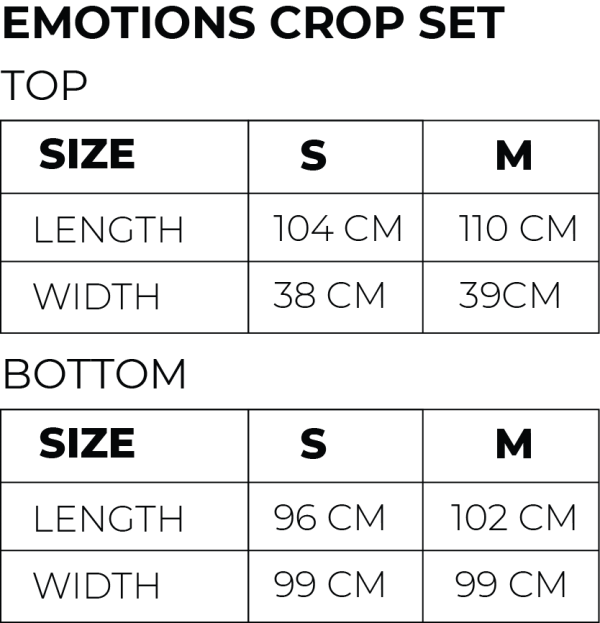 EMOTIONS CROP SET
TOP
SIZE S M
LENGTH 104 CM 110 CM
WIDTH 38 CM 39CM
BOTTOM
SIZE S M
LENGTH 96 CM 102 CM
WIDTH 99 CM 99 CM